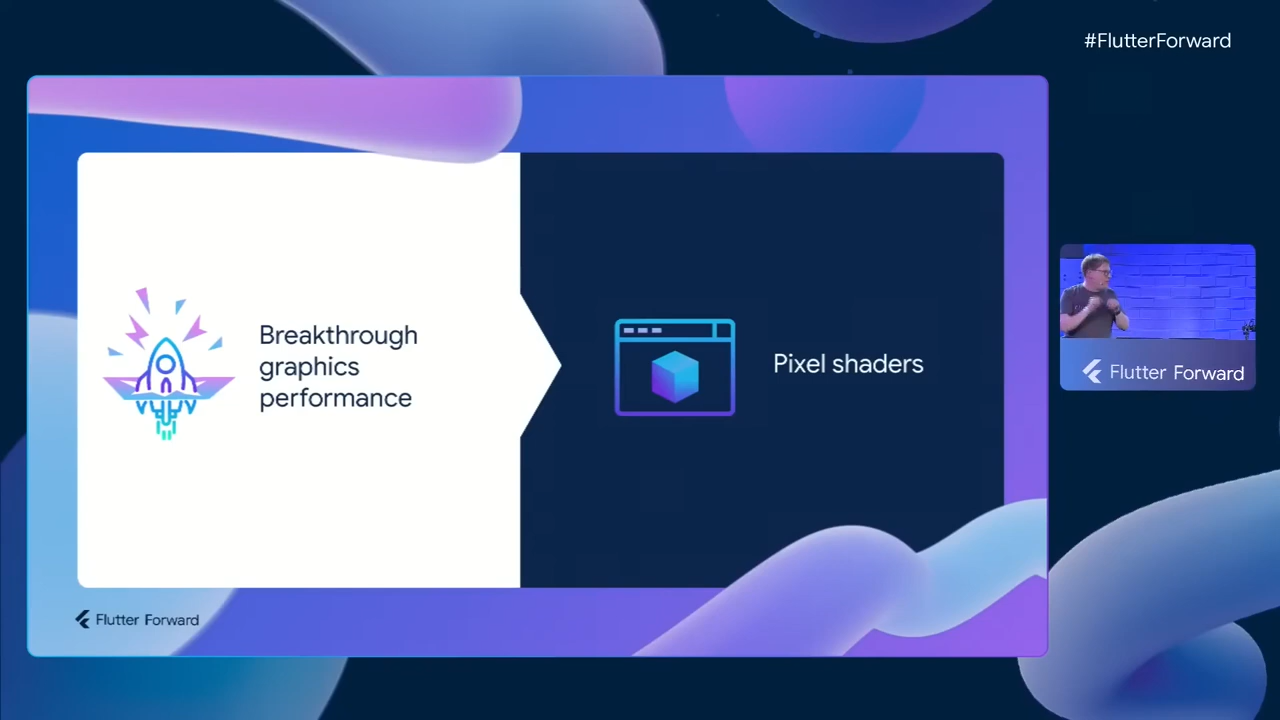 #FlutterForward
Breakthrough
graphics
performance
Pixel shaders
Flutter Forward
Flutter Forward